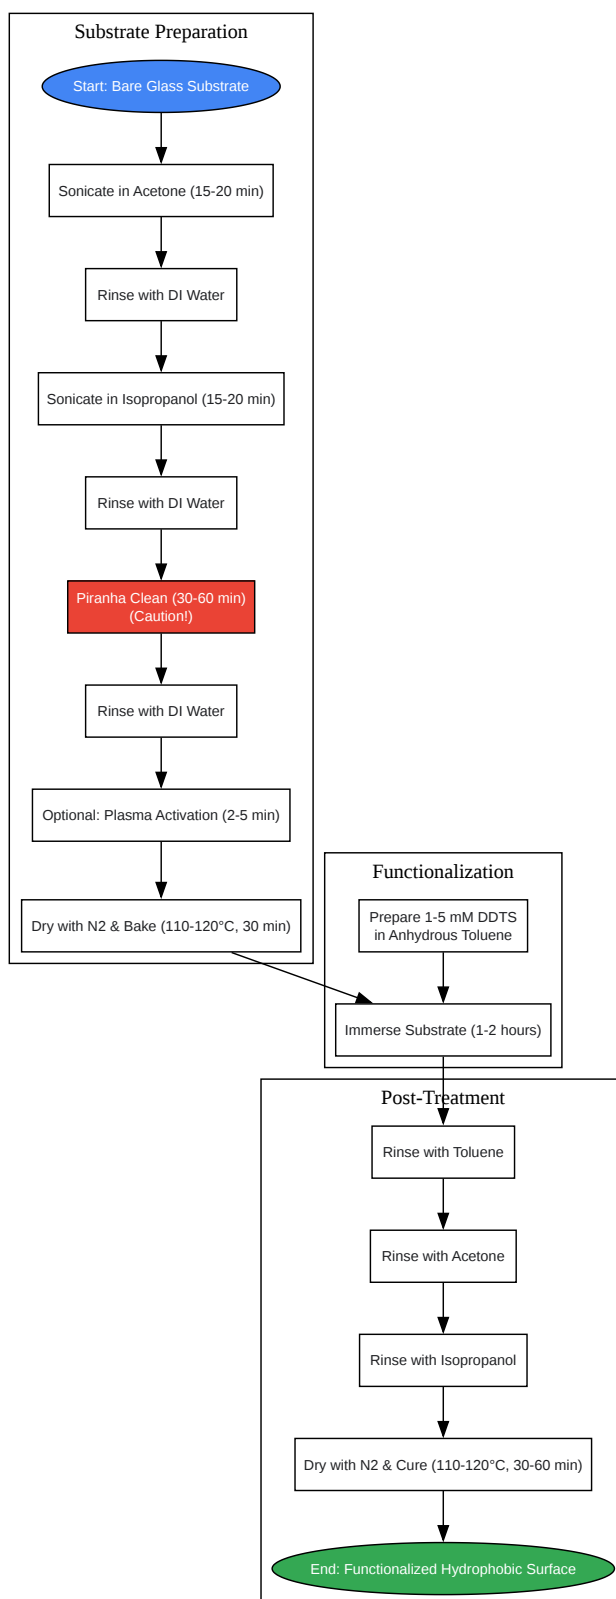 Substrate Preparation
Start: Bare Glass Substrate
Sonicate in Acetone (15-20 min)
Rinse with DI Water
Sonicate in Isopropanol (15-20 min)
Rinse with DI Water
Piranha Clean (30-60 min)
(Caution!)
Rinse with DI Water
Optional: Plasma Activation (2-5 min)
Dry with N2 & Bake (110-120°C, 30 min)
Functionalization
Prepare 1-5 mM DDTS
in Anhydrous Toluene
Immerse Substrate (1-2 hours)
Post-Treatment
Rinse with Toluene
Rinse with Acetone
Rinse with Isopropanol
Dry with N2 & Cure (110-120°C, 30-60 min)
End: Functionalized Hydrophobic Surface